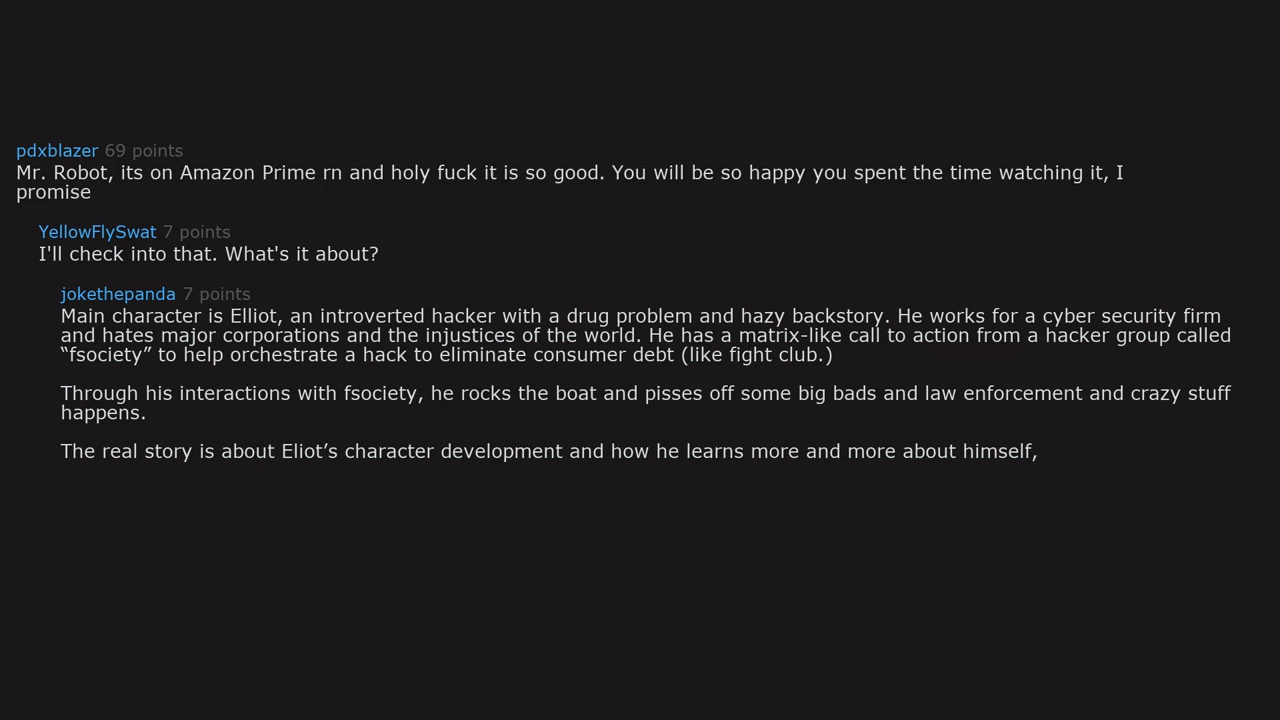 pdxblazer 69 points
Mr. Robot, its on Amazon Prime rn and holy fuck it is so good. You will be so happy you spent the time watching it, I
promise
YellowFlySwat 7 points
I'll check into that. What's it about?
jokethepanda 7 points
Main character is Elliot, an introverted hacker with a drug problem and hazy backstory. He works for a cyber security firm
and hates major corporations and the injustices of the world. He has a matrix-like call to action from a hacker group called
“fsociety” to help orchestrate a hack to eliminate consumer debt (like fight club.)
Through his interactions with fsociety, he rocks the boat and pisses off some big bads and law enforcement and crazy stuff
happens.
The real story is about Eliot’s character development and how he learns more and more about himself,